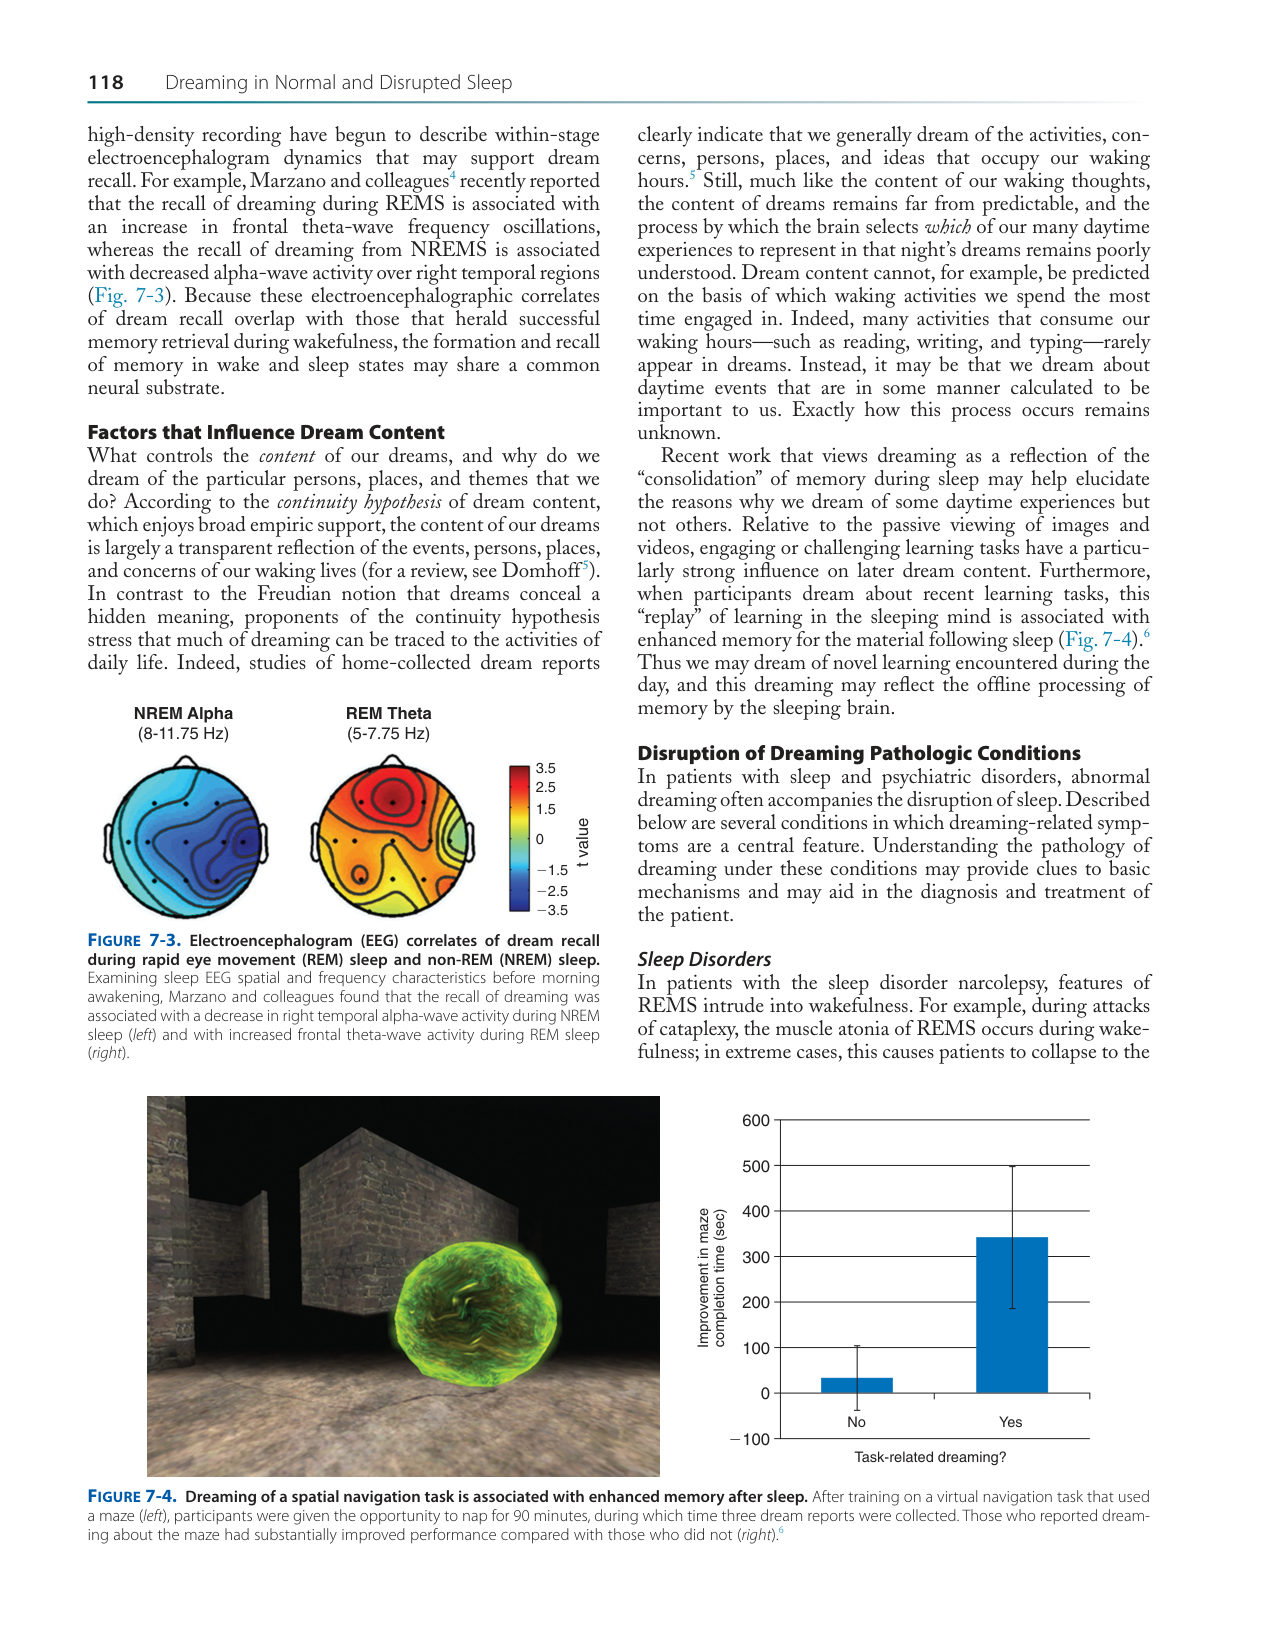 118 Dreaming in Normal and Disrupted Sleep
high-density recording have begun to describe within-stage
electroencephalogram dynamics that may support dream
recall. For example, Marzano and colleagues4 recently reported
that the recall of dreaming during REMS is associated with
an increase in frontal theta-wave frequency oscillations,
whereas the recall of dreaming from NREMS is associated
with decreased alpha-wave activity over right temporal regions
(Fig. 7-3). Because these electroencephalographic correlates
of dream recall overlap with those that herald successful
memory retrieval during wakefulness, the formation and recall
of memory in wake and sleep states may share a common
neural substrate.
Factors that Influence Dream Content
What controls the content of our dreams, and why do we
dream of the particular persons, places, and themes that we
do? According to the continuity hypothesis of dream content,
which enjoys broad empiric support, the content of our dreams
is largely a transparent reflection of the events, persons, places,
and concerns of our waking lives (for a review, see Domhoff5).
In contrast to the Freudian notion that dreams conceal a
hidden meaning, proponents of the continuity hypothesis
stress that much of dreaming can be traced to the activities of
daily life. Indeed, studies of home-collected dream reports
NREM Alpha
(8-11.75 Hz)
REM Theta
(5-7.75 Hz)
3.5
2.5
1.5
0
−1.5
−2.5
−3.5
t value
FIGURE 7-3. Electroencephalogram (EEG) correlates of dream recall
during rapid eye movement (REM) sleep and non-REM (NREM) sleep.
Examining sleep EEG spatial and frequency characteristics before morning
awakening, Marzano and colleagues found that the recall of dreaming was
associated with a decrease in right temporal alpha-wave activity during NREM
sleep (left) and with increased frontal theta-wave activity during REM sleep
(right).
clearly indicate that we generally dream of the activities, con-
cerns, persons, places, and ideas that occupy our waking
hours.5 Still, much like the content of our waking thoughts,
the content of dreams remains far from predictable, and the
process by which the brain selects which of our many daytime
experiences to represent in that night's dreams remains poorly
understood. Dream content cannot, for example, be predicted
on the basis of which waking activities we spend the most
time engaged in. Indeed, many activities that consume our
waking hours—such as reading, writing, and typing—rarely
appear in dreams. Instead, it may be that we dream about
daytime events that are in some manner calculated to be
important to us. Exactly how this process occurs remains
unknown.
Recent work that views dreaming as a reflection of the
“consolidation” of memory during sleep may help elucidate
the reasons why we dream of some daytime experiences but
not others. Relative to the passive viewing of images and
videos, engaging or challenging learning tasks have a particu-
larly strong influence on later dream content. Furthermore,
when participants dream about recent learning tasks, this
“replay” of learning in the sleeping mind is associated with
enhanced memory for the material following sleep (Fig. 7-4).6
Thus we may dream of novel learning encountered during the
day, and this dreaming may reflect the offline processing of
memory by the sleeping brain.
Disruption of Dreaming Pathologic Conditions
In patients with sleep and psychiatric disorders, abnormal
dreaming often accompanies the disruption of sleep. Described
below are several conditions in which dreaming-related symp-
toms are a central feature. Understanding the pathology of
dreaming under these conditions may provide clues to basic
mechanisms and may aid in the diagnosis and treatment of
the patient.
Sleep Disorders
In patients with the sleep disorder narcolepsy, features of
REMS intrude into wakefulness. For example, during attacks
of cataplexy, the muscle atonia of REMS occurs during wake-
fulness; in extreme cases, this causes patients to collapse to the
600
500
400
300
200
100
0
−100
Improvement in maze
completion time (sec)
No
Yes
Task-related dreaming?
FIGURE 7-4. Dreaming of a spatial navigation task is associated with enhanced memory after sleep. After training on a virtual navigation task that used
a maze (left), participants were given the opportunity to nap for 90 minutes, during which time three dream reports were collected. Those who reported dream-
ing about the maze had substantially improved performance compared with those who did not (right).6